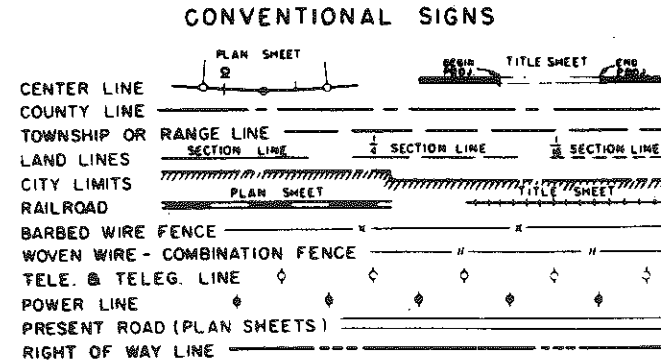 CONVENTIONAL SIGNS
PLAN SHEET
BEGIN PROJ. TITLE SHEET END PROJ.
CENTER LINE
COUNTY LINE
TOWNSHIP OR RANGE LINE
LAND LINES SECTION LINE 1/4 SECTION LINE 1/16 SECTION LINE
CITY LIMITS
RAILROAD PLAN SHEET TITLE SHEET
BARBED WIRE FENCE
WOVEN WIRE - COMBINATION FENCE
TELE. & TELEG. LINE
POWER LINE
PRESENT ROAD (PLAN SHEETS)
RIGHT OF WAY LINE